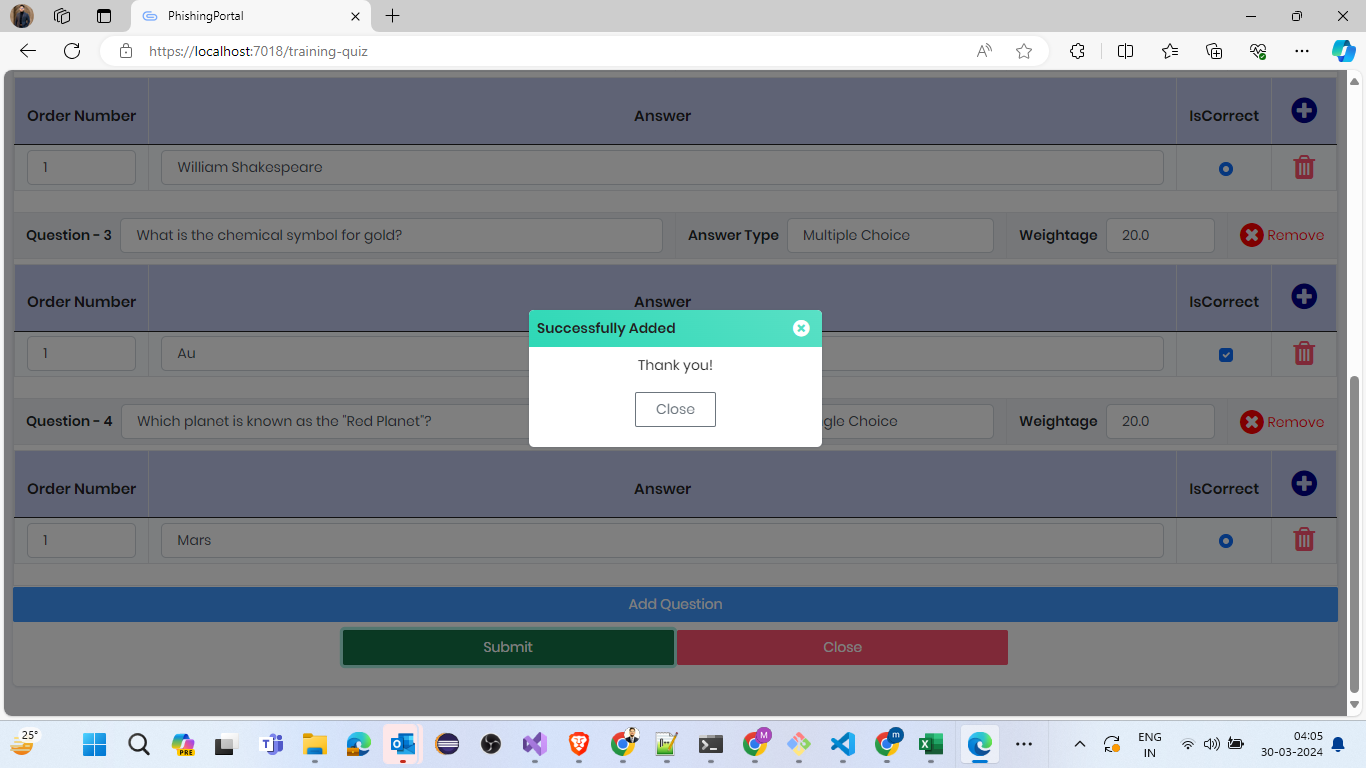 PhishingPortal
https://localhost:7018/training-quiz
Order Number Answer IsCorrect
1 William Shakespeare
Question - 3 What is the chemical symbol for gold? Answer Type Multiple Choice Weightage 20.0 Remove
Order Number Answer IsCorrect
1 Au
Successfully Added
Thank you!
Close
Question - 4 Which planet is known as the "Red Planet"? gle Choice Weightage 20.0 Remove
Order Number Answer IsCorrect
1 Mars
Add Question
Submit Close
25°
PRE
M
m
ENG
IN
04:05
30-03-2024